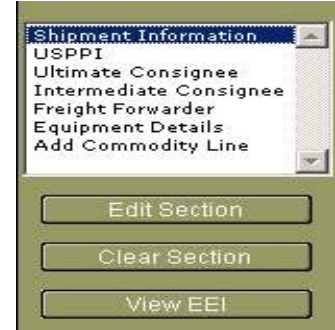 Shipment Information
USPPI
Ultimate Consignee
Intermediate Consignee
Freight Forwarder
Equipment Details
Add Commodity Line
Edit Section
Clear Section
View EEI